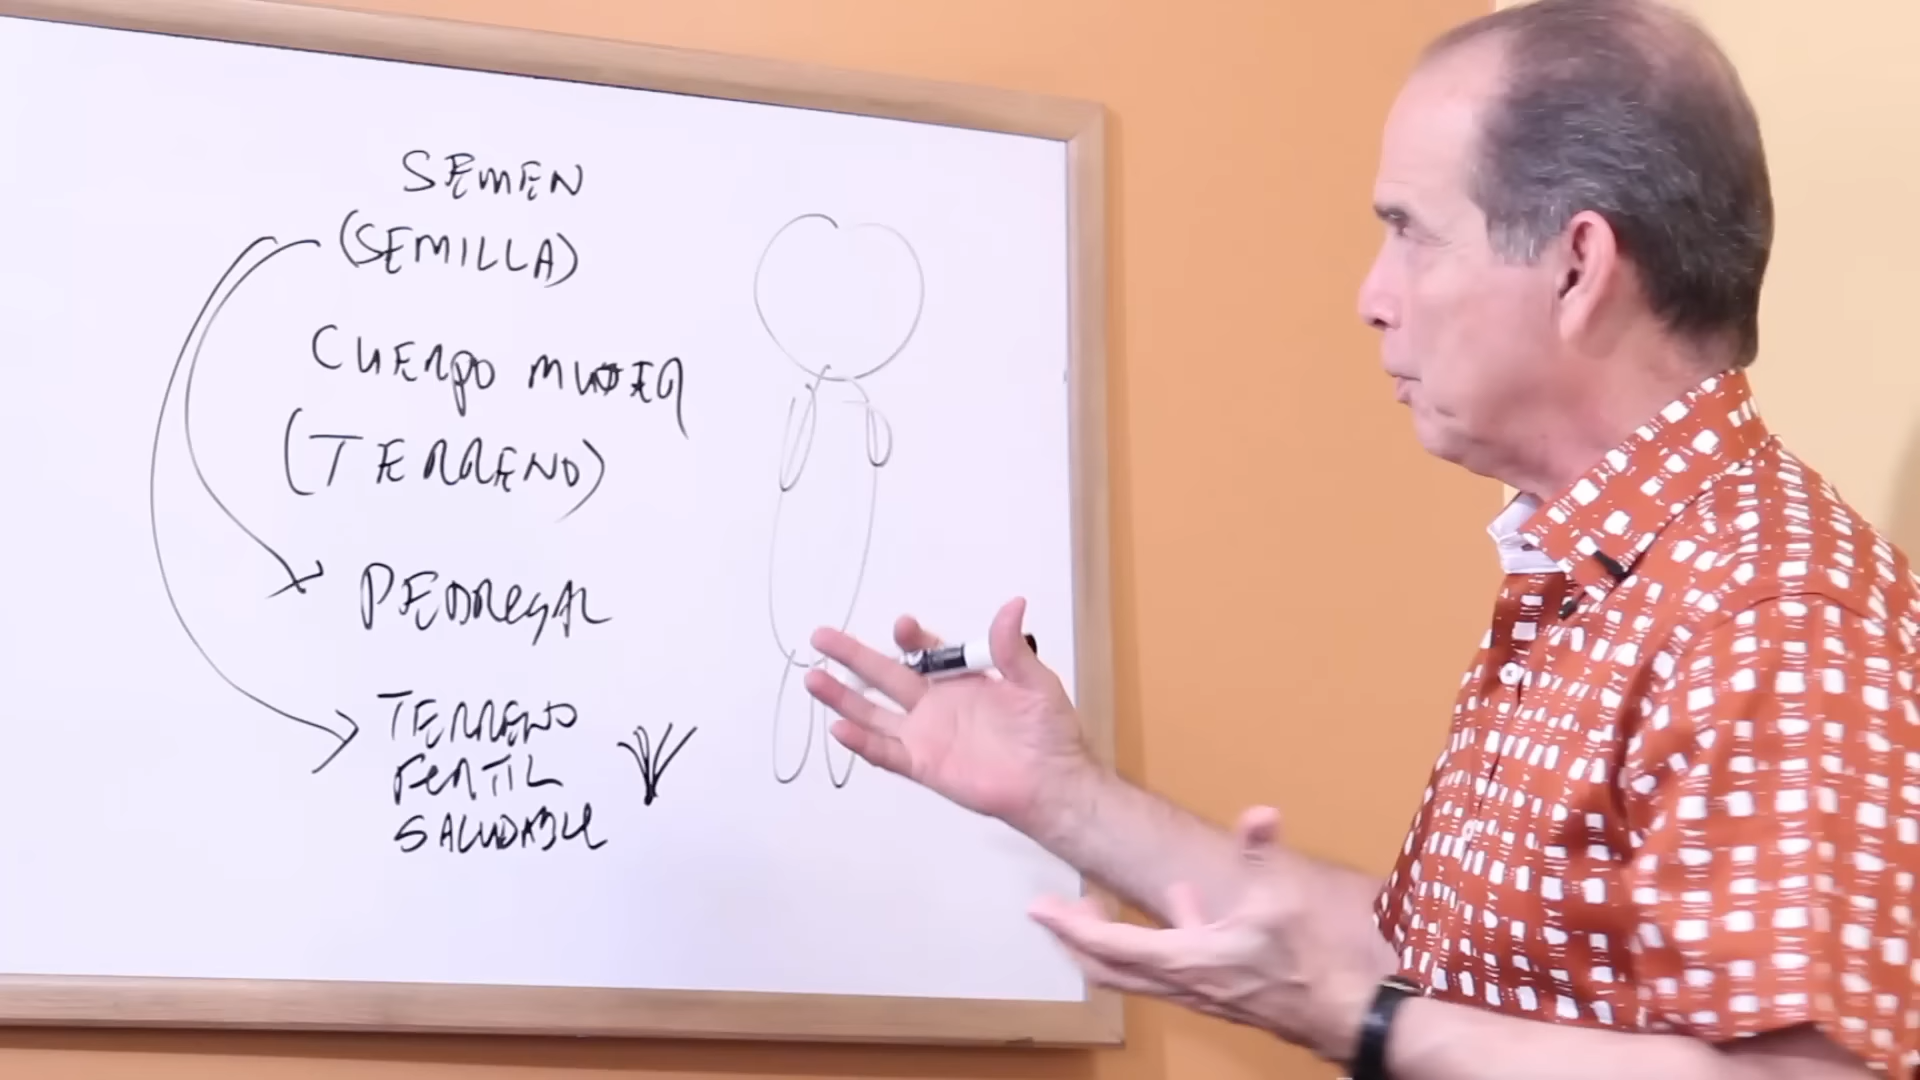 SEMEN
(SEMILLA)
CUERPO MUJER
(TERRENO)
PEDREGAL
TERRENO
FERTIL
SALUDABLE